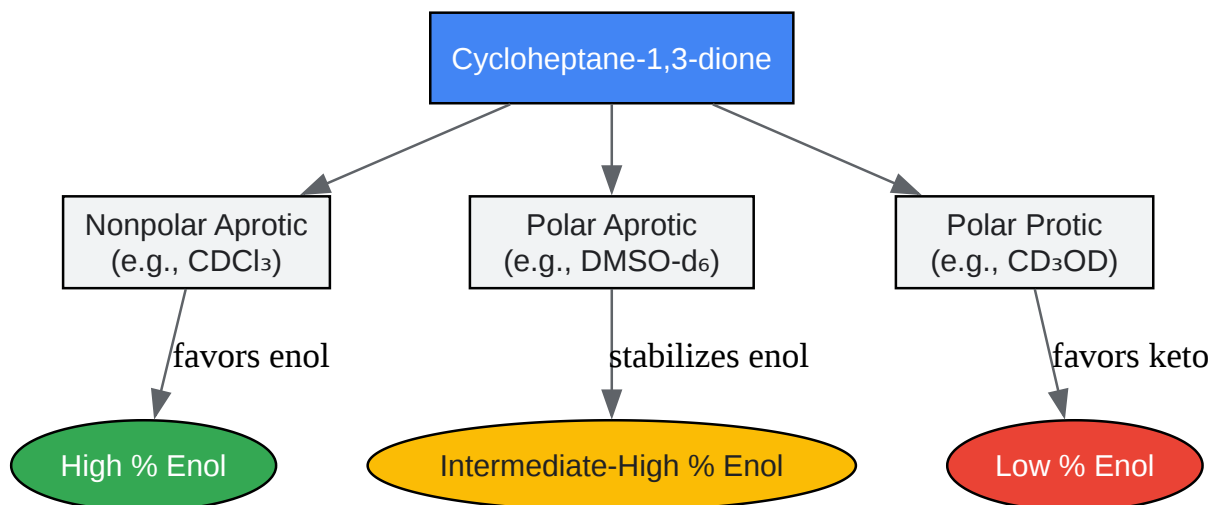 Cycloheptane-1,3-dione
Nonpolar Aprotic
(e.g., CDCl₃)
Polar Aprotic
(e.g., DMSO-d₆)
Polar Protic
(e.g., CD₃OD)
favors enol
stabilizes enol
favors keto
High % Enol
Intermediate-High % Enol
Low % Enol